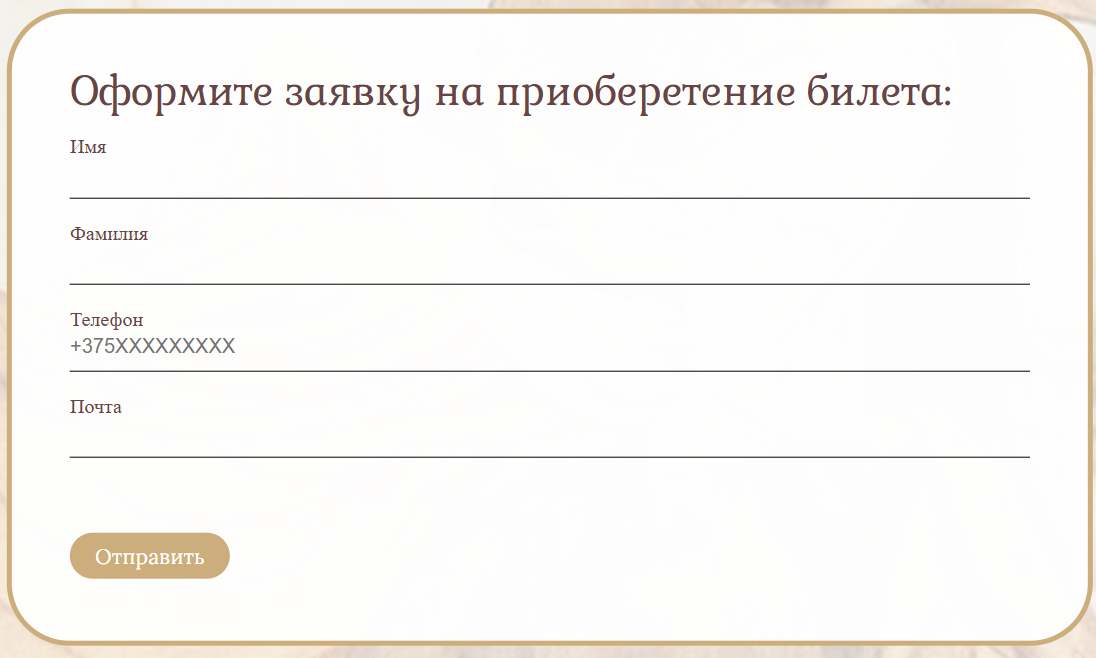 Оформите заявку на приоберетение билета:
Имя
Фамилия
Телефон
+375XXXXXXXXX
Почта
Отправить